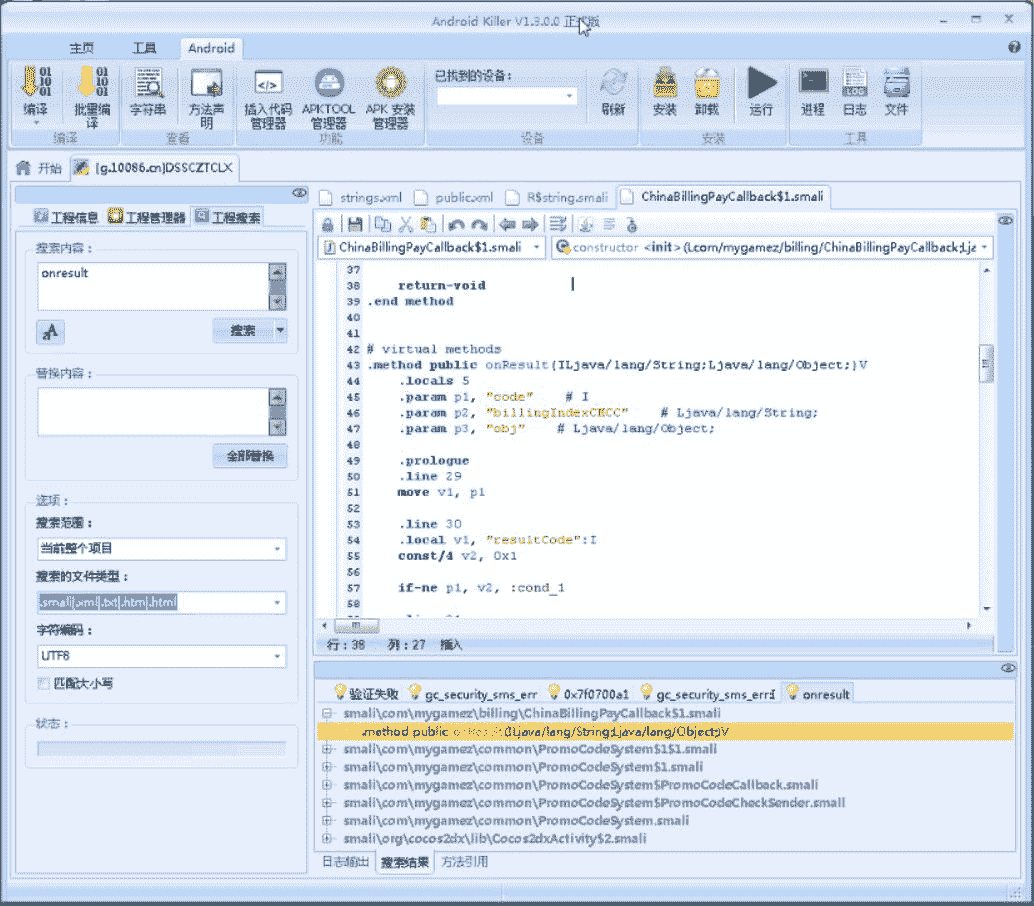 Android Killer V1.3.0.0 正式版
主页 工具 Android
编译 批量编译 字符串 方法声明 插入代码管理器 APKTOOL管理器 APK 安装管理器 已找到的设备: 刷新 安装 卸载 运行 进程 日志 文件
编译 查看 功能 设备 安装 工具
开始 [g.10086.cn]DSSCZTCLX
工程信息 工程管理器 工程搜索
搜索内容:
onresult
搜索
替换内容:
全部替换
选项:
搜索范围:
当前整个项目
搜索的文件类型:
.smali|.xml|.txt|.htm|.html
字符编码:
UTF8
匹配大小写
状态:
strings.xml public.xml R$string.smali ChinaBillingPayCallback$1.smali
ChinaBillingPayCallback$1.smali constructor <init>(Lcom/mygamez/billing/ChinaBillingPayCallback;Lja
37
38 return-void
39 .end method
40
41
42 # virtual methods
43 .method public onResult(ILjava/lang/String;Ljava/lang/Object;)V
44 .locals 5
45 .param p1, "code" # I
46 .param p2, "billingIndexCKCC" # Ljava/lang/String;
47 .param p3, "obj" # Ljava/lang/Object;
48
49 .prologue
50 .line 29
51 move v1, p1
52
53 .line 30
54 .local v1, "resultCode":I
55 const/4 v2, 0x1
56
57 if-ne p1, v2, :cond_1
58
行:38 列:27 插入
验证失败 gc_security_sms_err 0x7f0700a1 gc_security_sms_err1 onresult
smali\com\mygamez\billing\ChinaBillingPayCallback$1.smali
.method public onResult(ILjava/lang/String;Ljava/lang/Object;)V
smali\com\mygamez\common\PromoCodeSystem$1$1.smali
smali\com\mygamez\common\PromoCodeSystem$1.smali
smali\com\mygamez\common\PromoCodeSystem$PromoCodeCallback.smali
smali\com\mygamez\common\PromoCodeSystem$PromoCodeCheckSender.smali
smali\com\mygamez\common\PromoCodeSystem.smali
smali\org\cocos2dx\lib\Cocos2dxActivity$2.smali
日志输出 搜索结果 方法引用